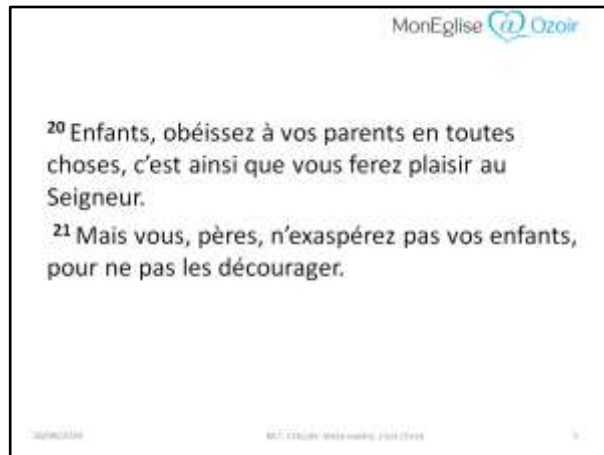 MonEglise @ Ozoir
20 Enfants, obéissez à vos parents en toutes
choses, c’est ainsi que vous ferez plaisir au
Seigneur.
21 Mais vous, pères, n’exaspérez pas vos enfants,
pour ne pas les décourager.